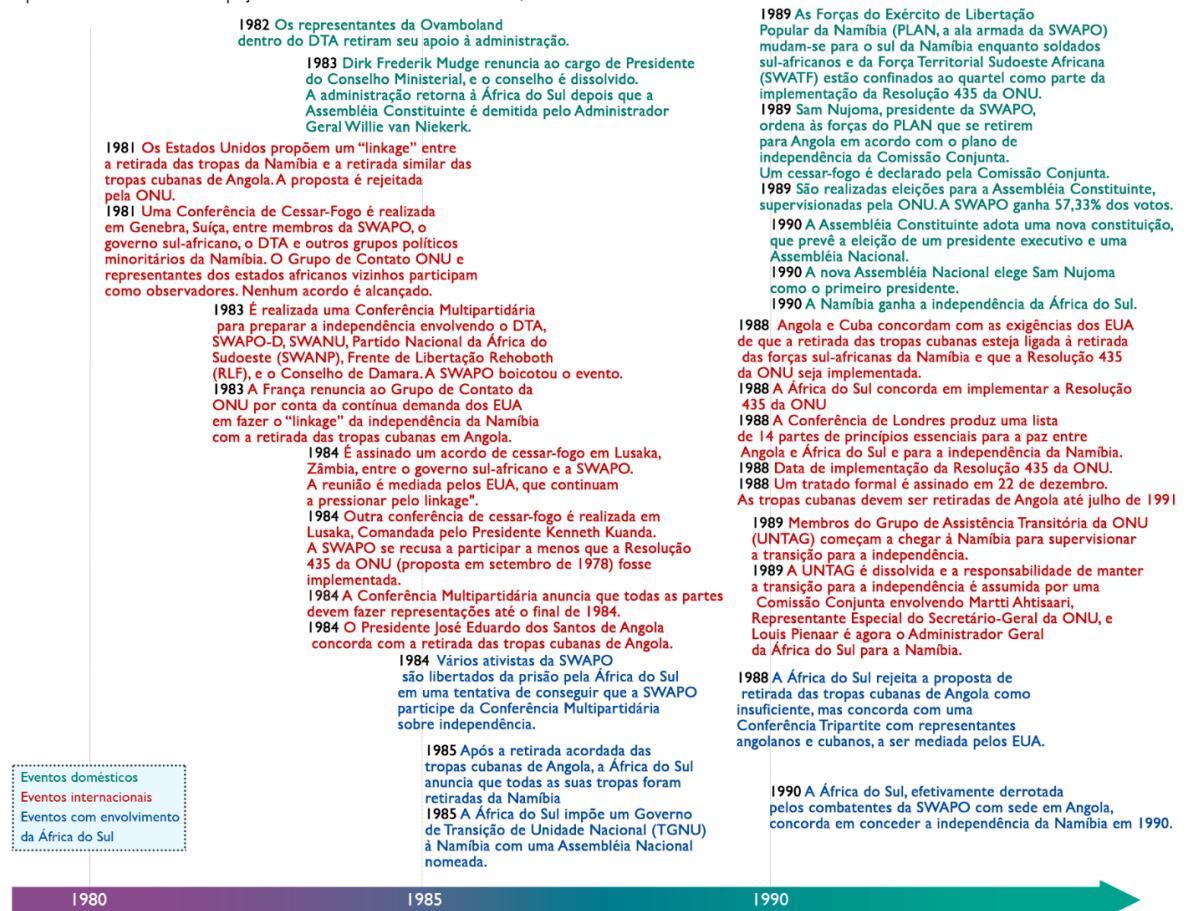 1982 Os representantes da Ovamboland
dentro do DTA retiram seu apoio à administração.
1983 Dirk Frederik Mudge renuncia ao cargo de Presidente
do Conselho Ministerial, e o conselho é dissolvido.
A administração retorna à África do Sul depois que a
Assembléia Constituinte é demitida pelo Administrador
Geral Willie van Niekerk.
1981 Os Estados Unidos propõem um “linkage” entre
a retirada das tropas da Namíbia e a retirada similar das
tropas cubanas de Angola. A proposta é rejeitada
pela ONU.
1981 Uma Conferência de Cessar-Fogo é realizada
em Genebra, Suíça, entre membros da SWAPO, o
governo sul-africano, o DTA e outros grupos políticos
minoritários da Namíbia. O Grupo de Contato ONU e
representantes dos estados africanos vizinhos participam
como observadores. Nenhum acordo é alcançado.
1983 É realizada uma Conferência Multipartidária
para preparar a independência envolvendo o DTA,
SWAPO-D, SWANU, Partido Nacional da África do
Sudoeste (SWANP), Frente de Libertação Rehoboth
(RLF), e o Conselho de Damara. A SWAPO boicotou o evento.
1983 A França renuncia ao Grupo de Contato da
ONU por conta da contínua demanda dos EUA
em fazer o “linkage” da independência da Namíbia
com a retirada das tropas cubanas em Angola.
1984 É assinado um acordo de cessar-fogo em Lusaka,
Zâmbia, entre o governo sul-africano e a SWAPO.
A reunião é mediada pelos EUA, que continuam
a pressionar pelo linkage".
1984 Outra conferência de cessar-fogo é realizada em
Lusaka, Comandada pelo Presidente Kenneth Kuanda.
A SWAPO se recusa a participar a menos que a Resolução
435 da ONU (proposta em setembro de 1978) fosse
implementada.
1984 A Conferência Multipartidária anuncia que todas as partes
devem fazer representações até o final de 1984.
1984 O Presidente José Eduardo dos Santos de Angola
concorda com a retirada das tropas cubanas de Angola.
1984 Vários ativistas da SWAPO
são libertados da prisão pela África do Sul
em uma tentativa de conseguir que a SWAPO
participe da Conferência Multipartidária
sobre independência.
1985 Após a retirada acordada das
tropas cubanas de Angola, a África do Sul
anuncia que todas as suas tropas foram
retiradas da Namíbia
1985 A África do Sul impõe um Governo
de Transição de Unidade Nacional (TGNU)
à Namíbia com uma Assembléia Nacional
nomeada.
1989 As Forças do Exército de Libertação
Popular da Namíbia (PLAN, a ala armada da SWAPO)
mudam-se para o sul da Namíbia enquanto soldados
sul-africanos e da Força Territorial Sudoeste Africana
(SWATF) estão confinados ao quartel como parte da
implementação da Resolução 435 da ONU.
1989 Sam Nujoma, presidente da SWAPO,
ordena às forças do PLAN que se retirem
para Angola em acordo com o plano de
independência da Comissão Conjunta.
Um cessar-fogo é declarado pela Comissão Conjunta.
1989 São realizadas eleições para a Assembléia Constituinte,
supervisionadas pela ONU. A SWAPO ganha 57,33% dos votos.
1990 A Assembléia Constituinte adota uma nova constituição,
que prevê a eleição de um presidente executivo e uma
Assembléia Nacional.
1990 A nova Assembléia Nacional elege Sam Nujoma
como o primeiro presidente.
1990 A Namíbia ganha a independência da África do Sul.
1988 Angola e Cuba concordam com as exigências dos EUA
de que a retirada das tropas cubanas esteja ligada à retirada
das forças sul-africanas da Namíbia e que a Resolução 435
da ONU seja implementada.
1988 A África do Sul concorda em implementar a Resolução
435 da ONU
1988 A Conferência de Londres produz uma lista
de 14 partes de princípios essenciais para a paz entre
Angola e África do Sul e para a independência da Namíbia.
1988 Data de implementação da Resolução 435 da ONU.
1988 Um tratado formal é assinado em 22 de dezembro.
As tropas cubanas devem ser retiradas de Angola até julho de 1991
1989 Membros do Grupo de Assistência Transitória da ONU
(UNTAG) começam a chegar à Namíbia para supervisionar
a transição para a independência.
1989 A UNTAG é dissolvida e a responsabilidade de manter
a transição para a independência é assumida por uma
Comissão Conjunta envolvendo Martti Ahtisaari,
Representante Especial do Secretário-Geral da ONU, e
Louis Pienaar é agora o Administrador Geral
da África do Sul para a Namíbia.
1988 A África do Sul rejeita a proposta de
retirada das tropas cubanas de Angola como
insuficiente, mas concorda com uma
Conferência Tripartite com representantes
angolanos e cubanos, a ser mediada pelos EUA.
1990 A África do Sul, efetivamente derrotada
pelos combatentes da SWAPO com sede em Angola,
concorda em conceder a independência da Namíbia em 1990.
Eventos domésticos
Eventos internacionais
Eventos com envolvimento
da África do Sul
1980
1985
1990